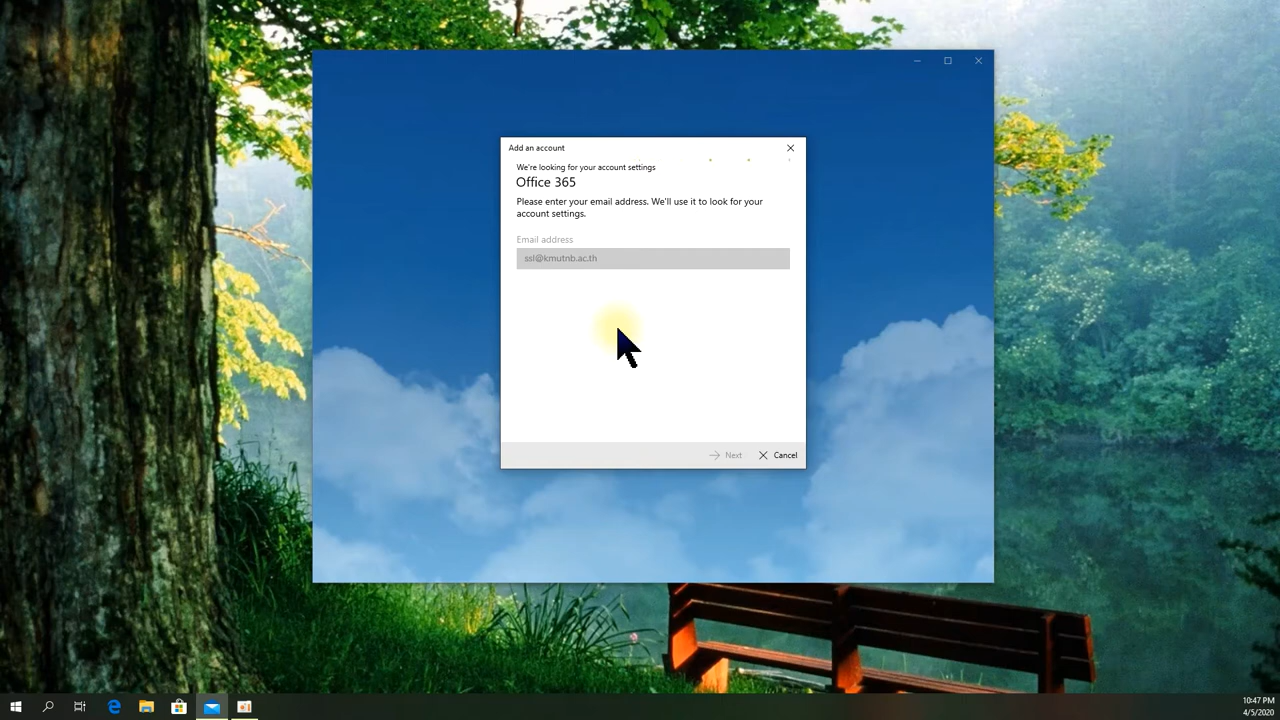 Add an account
We're looking for your account settings
Office 365
Please enter your email address. We'll use it to look for your
account settings.
Email address
ssl@kmutnb.ac.th
Next
Cancel
10:47 PM
4/5/2020